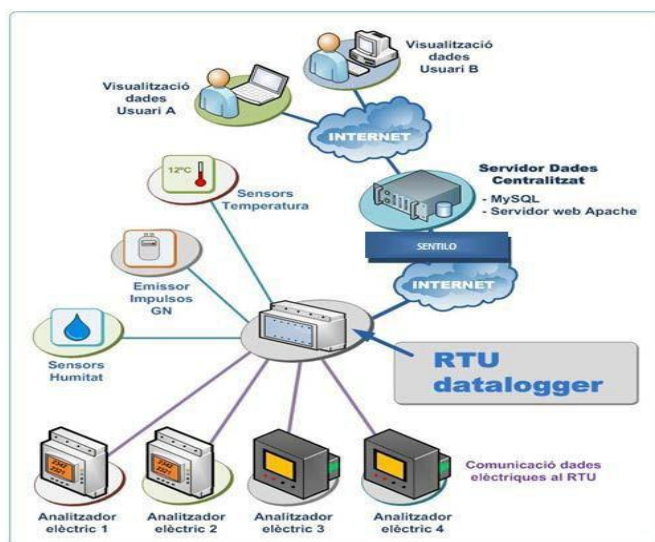 Visualització
dades
Usuari B
Visualització
dades
Usuari A
INTERNET
Servidor Dades
Centralitzat
- MySQL
- Servidor web Apache
SENTILO
INTERNET
12ºC
Sensors
Temperatura
Emissor
Impulsos
GN
Sensors
Humitat
RTU
datalogger
Comunicació dades
elèctriques al RTU
Analitzador
elèctric 1
Analitzador
elèctric 2
Analitzador
elèctric 3
Analitzador
elèctric 4